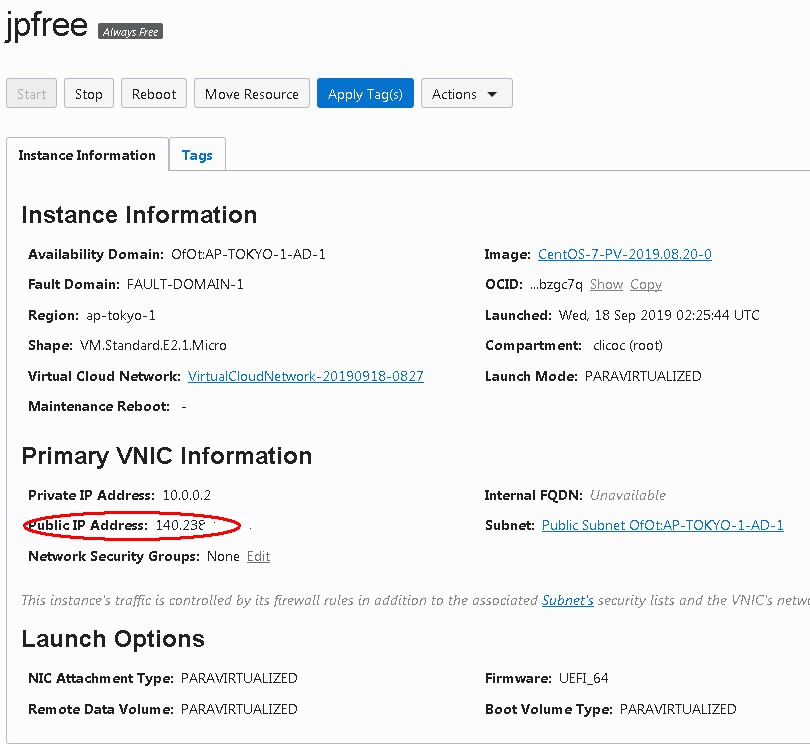 jpfree Always Free
Start Stop Reboot Move Resource Apply Tag(s) Actions
Instance Information Tags
Instance Information
Availability Domain: OfOt:AP-TOKYO-1-AD-1 Image: CentOS-7-PV-2019.08.20-0
Fault Domain: FAULT-DOMAIN-1 OCID: ...bzgc7q Show Copy
Region: ap-tokyo-1 Launched: Wed, 18 Sep 2019 02:25:44 UTC
Shape: VM.Standard.E2.1.Micro Compartment: clicoc (root)
Virtual Cloud Network: VirtualCloudNetwork-20190918-0827 Launch Mode: PARAVIRTUALIZED
Maintenance Reboot: -
Primary VNIC Information
Private IP Address: 10.0.0.2 Internal FQDN: Unavailable
Public IP Address: 140.238 Subnet: Public Subnet OfOt:AP-TOKYO-1-AD-1
Network Security Groups: None Edit
This instance's traffic is controlled by its firewall rules in addition to the associated Subnet's security lists and the VNIC's netw
Launch Options
NIC Attachment Type: PARAVIRTUALIZED Firmware: UEFI_64
Remote Data Volume: PARAVIRTUALIZED Boot Volume Type: PARAVIRTUALIZED